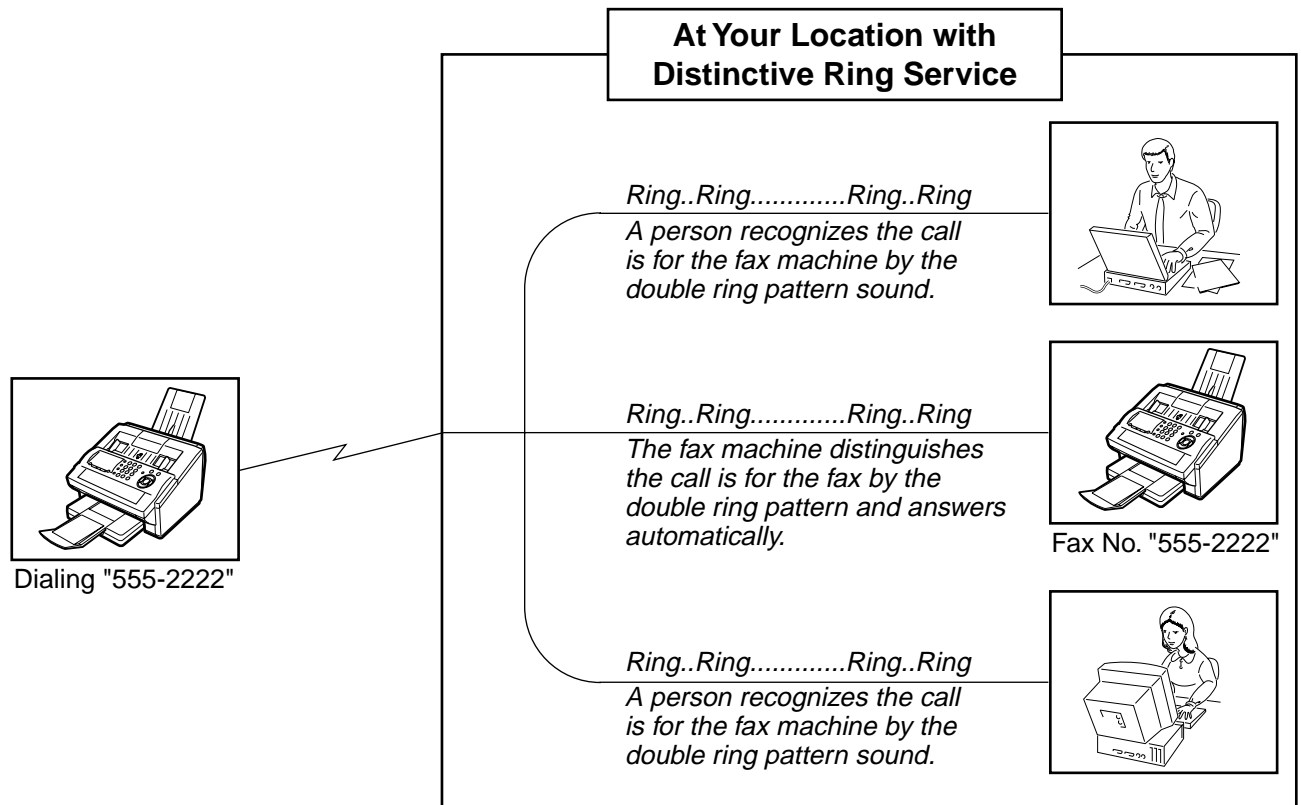 At Your Location with
Distinctive Ring Service
Ring..Ring.............Ring..Ring
A person recognizes the call
is for the fax machine by the
double ring pattern sound.
Ring..Ring.............Ring..Ring
The fax machine distinguishes
the call is for the fax by the
double ring pattern and answers
automatically.
Fax No. "555-2222"
Dialing "555-2222"
Ring..Ring.............Ring..Ring
A person recognizes the call
is for the fax machine by the
double ring pattern sound.